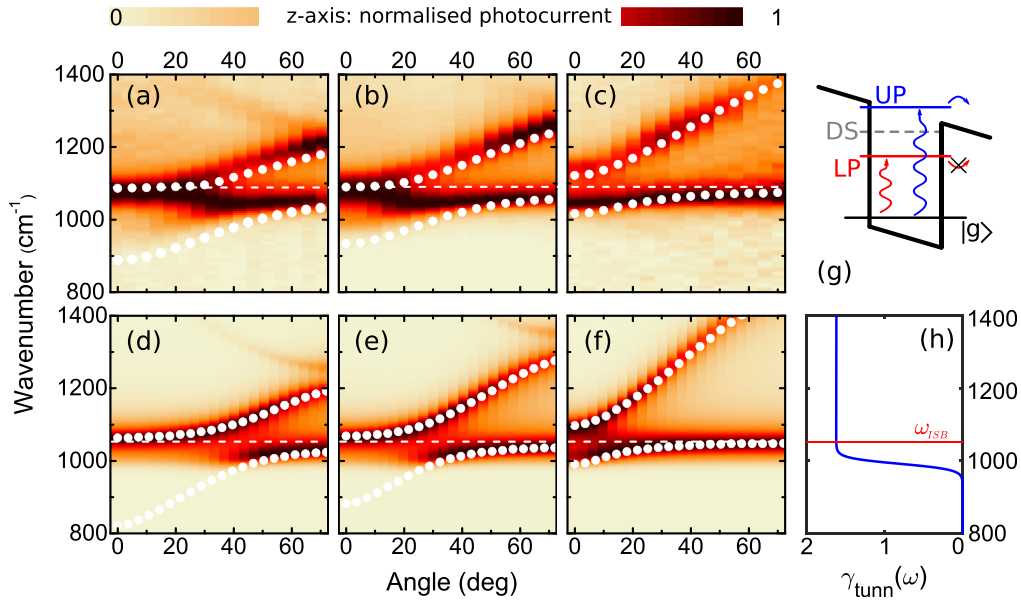 0 z-axis: normalised photocurrent 1
0 20 40 60 0 20 40 60 0 20 40 60
1400
1200
1000
800
Wavenumber (cm⁻¹)
(a) (b) (c)
UP
DS
LP
|g>
(g)
1400
1200
1000
800
(d) (e) (f)
0 20 40 60 0 20 40 60 0 20 40 60
Angle (deg)
(h)
ω_ISB
1400
1200
1000
800
2 1 0
γ_tunn(ω)